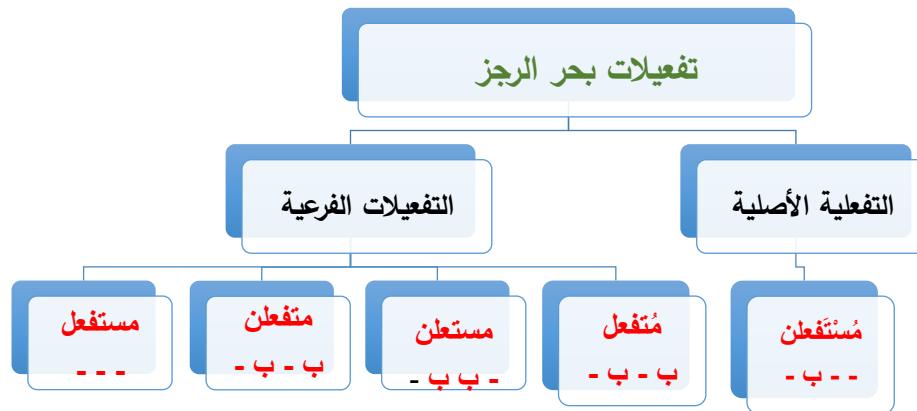 تفعيلات بحر الرجز
التفعلية الأصلية
التفعيلات الفرعية
مُسْتَفعلن
- - ب -
مُتفعل
ب - ب -
مستعلن
- ب ب -
متفعلن
ب - ب -
مستفعل
- - -